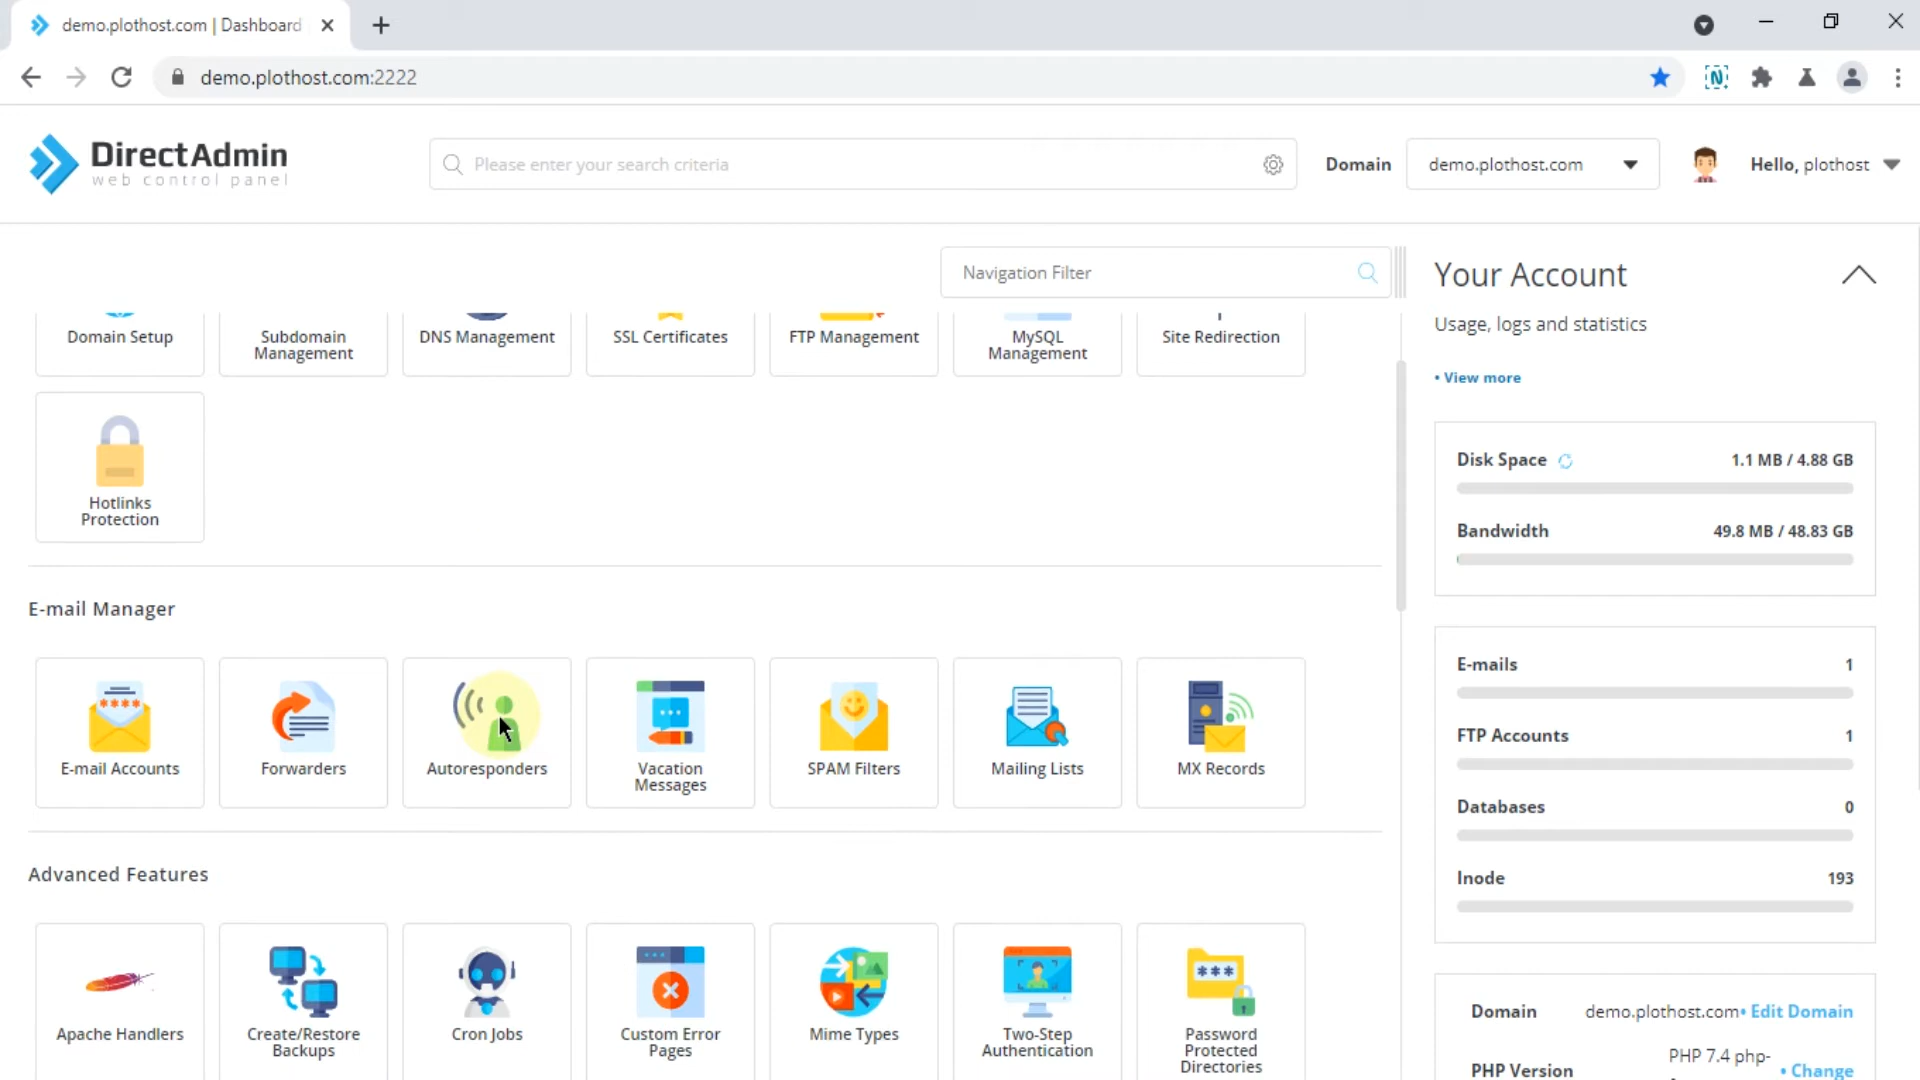 demo.plothost.com | Dashboard
demo.plothost.com:2222
DirectAdmin
web control panel
Please enter your search criteria
Domain
demo.plothost.com
Hello, plothost
Navigation Filter
Domain Setup
Subdomain
Management
DNS Management
SSL Certificates
FTP Management
MySQL
Management
Site Redirection
Hotlinks
Protection
E-mail Manager
E-mail Accounts
Forwarders
Autoresponders
Vacation
Messages
SPAM Filters
Mailing Lists
MX Records
Advanced Features
Apache Handlers
Create/Restore
Backups
Cron Jobs
Custom Error
Pages
Mime Types
Two-Step
Authentication
Password
Protected
Directories
Your Account
Usage, logs and statistics
• View more
Disk Space 1.1 MB / 4.88 GB
Bandwidth 49.8 MB / 48.83 GB
E-mails 1
FTP Accounts 1
Databases 0
Inode 193
Domain demo.plothost.com • Edit Domain
PHP Version PHP 7.4 php- • Change